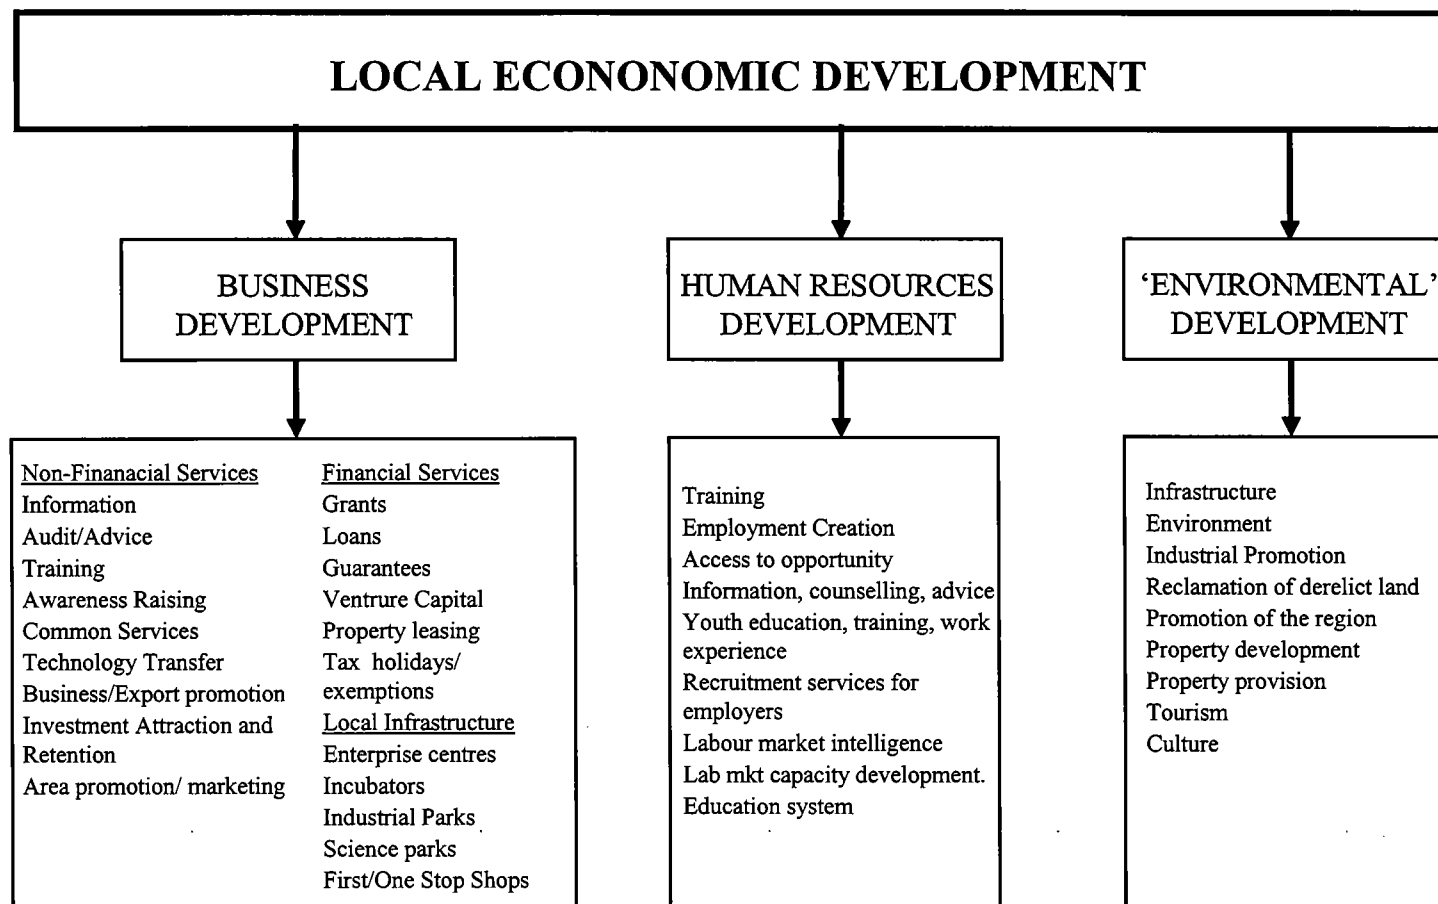 LOCAL ECONONOMIC DEVELOPMENT
BUSINESS
DEVELOPMENT
HUMAN RESOURCES
DEVELOPMENT
‘ENVIRONMENTAL’
DEVELOPMENT
Non-Finanacial Services
Information
Audit/Advice
Training
Awareness Raising
Common Services
Technology Transfer
Business/Export promotion
Investment Attraction and
Retention
Area promotion/ marketing
Financial Services
Grants
Loans
Guarantees
Ventrure Capital
Property leasing
Tax holidays/
exemptions
Local Infrastructure
Enterprise centres
Incubators
Industrial Parks
Science parks
First/One Stop Shops
Training
Employment Creation
Access to opportunity
Information, counselling, advice
Youth education, training, work
experience
Recruitment services for
employers
Labour market intelligence
Lab mkt capacity development.
Education system
Infrastructure
Environment
Industrial Promotion
Reclamation of derelict land
Promotion of the region
Property development
Property provision
Tourism
Culture